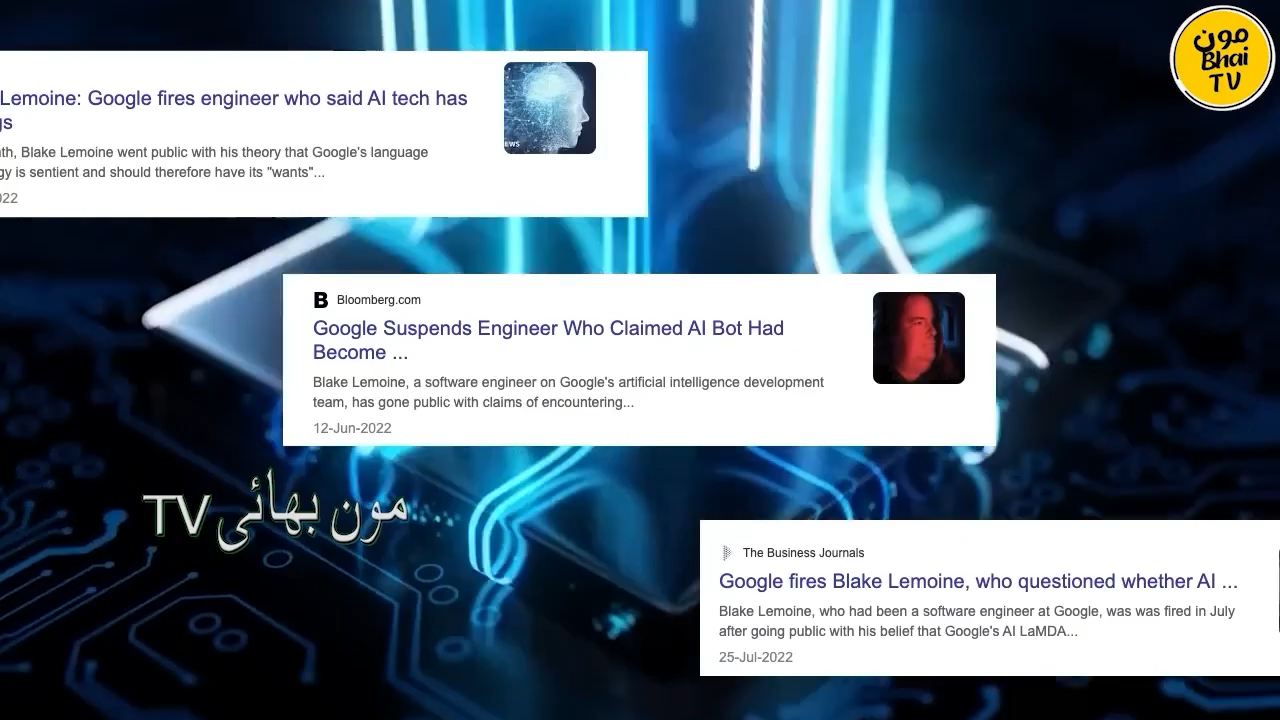 مون
Bhai
TV
Lemoine: Google fires engineer who said AI tech has
gs
nth, Blake Lemoine went public with his theory that Google's language
gy is sentient and should therefore have its "wants"...
022
EWS
B Bloomberg.com
Google Suspends Engineer Who Claimed AI Bot Had
Become ...
Blake Lemoine, a software engineer on Google's artificial intelligence development
team, has gone public with claims of encountering...
12-Jun-2022
مون بھائی TV
The Business Journals
Google fires Blake Lemoine, who questioned whether AI ...
Blake Lemoine, who had been a software engineer at Google, was was fired in July
after going public with his belief that Google's AI LaMDA...
25-Jul-2022